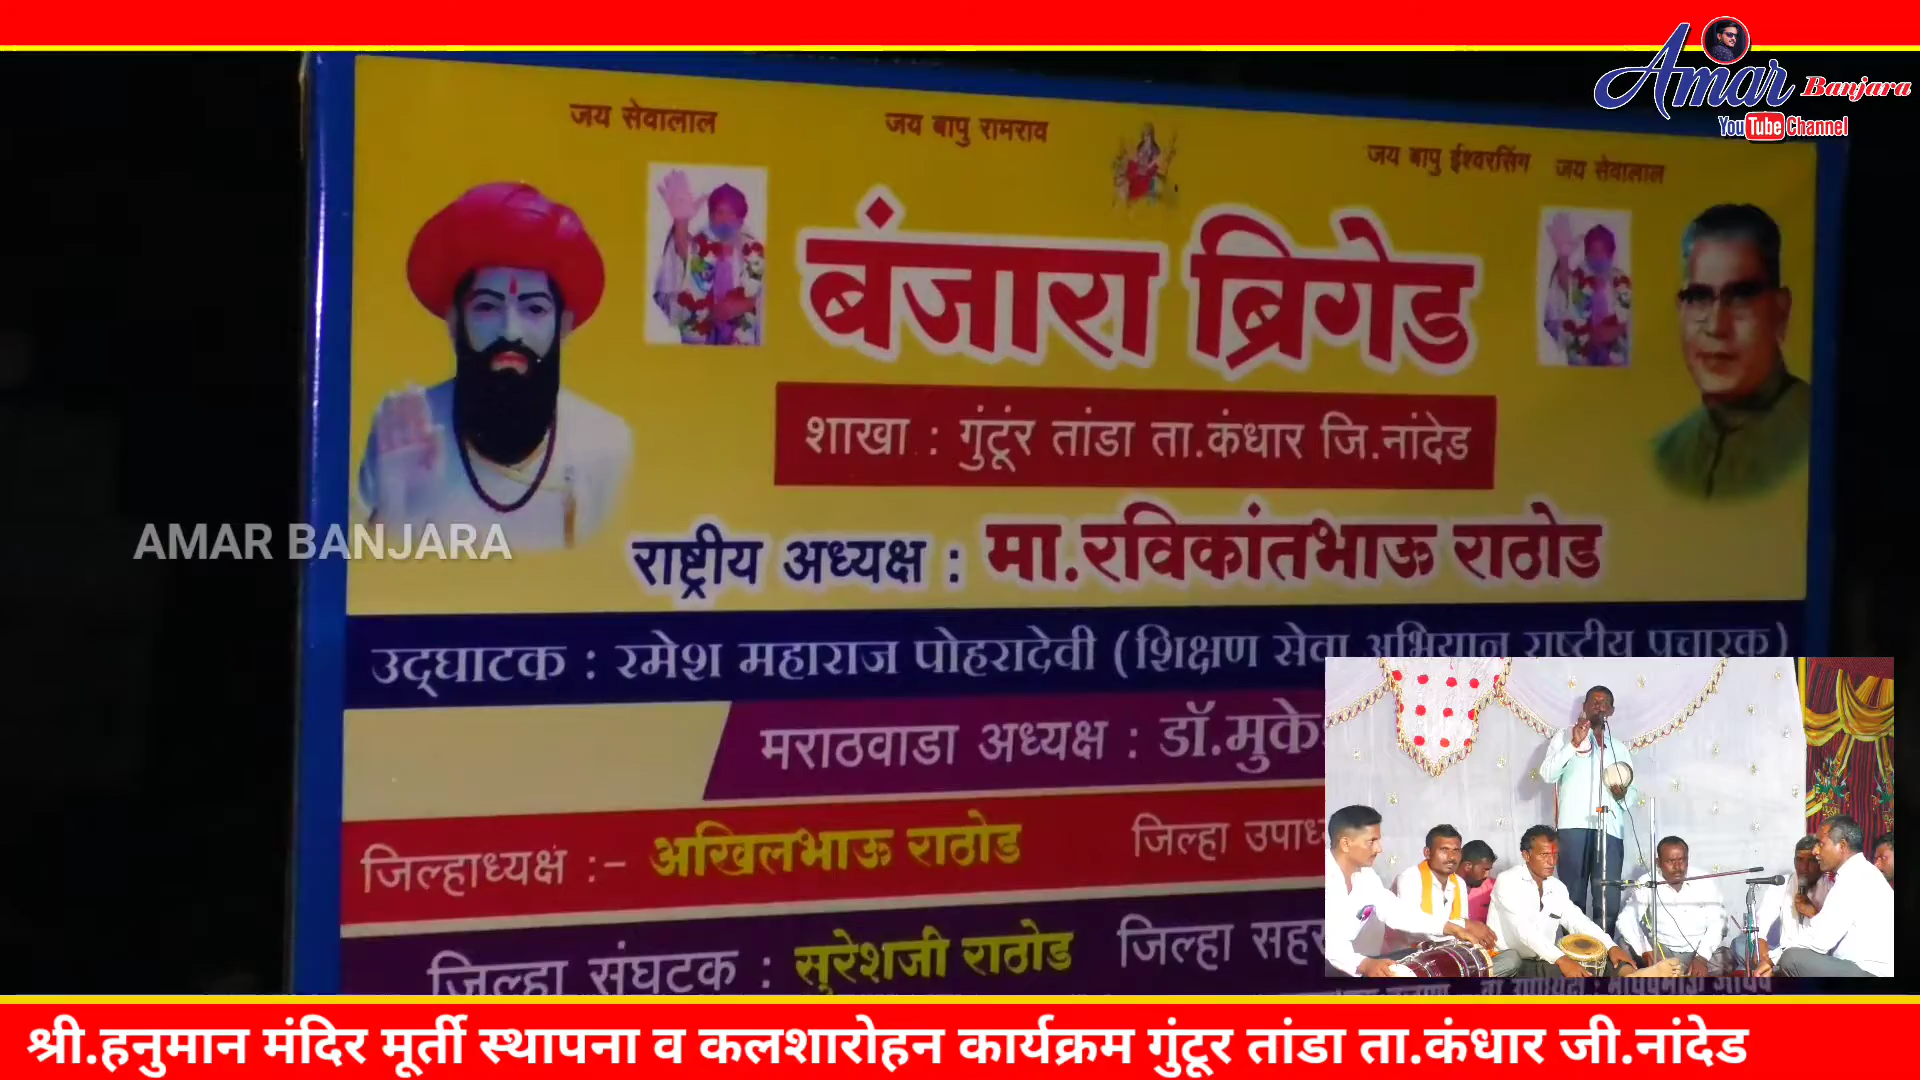 Amar Banjara
YouTube Channel
जय सेवालाल
जय बापु रामराव
जय बापु ईश्वरसिंग
जय सेवालाल
बंजारा ब्रिगेड
शाखा : गुंटूंर तांडा ता.कंधार जि.नांदेड
AMAR BANJARA
राष्ट्रीय अध्यक्ष : मा.रविकांतभाऊ राठोड
उद्‌घाटक : रमेश महाराज पोहरादेवी (शिक्षण सेवा अभियान राष्ट्रीय प्रचारक)
मराठवाडा अध्यक्ष : डॉ.मुके
जिल्हाध्यक्ष :- अखिलभाऊ राठोड जिल्हा उपाध्य
जिल्हा संघटक : सुरेशजी राठोड जिल्हा सहस
श्री.हनुमान मंदिर मूर्ती स्थापना व कलशारोहन कार्यक्रम गुंटूर तांडा ता.कंधार जी.नांदेड